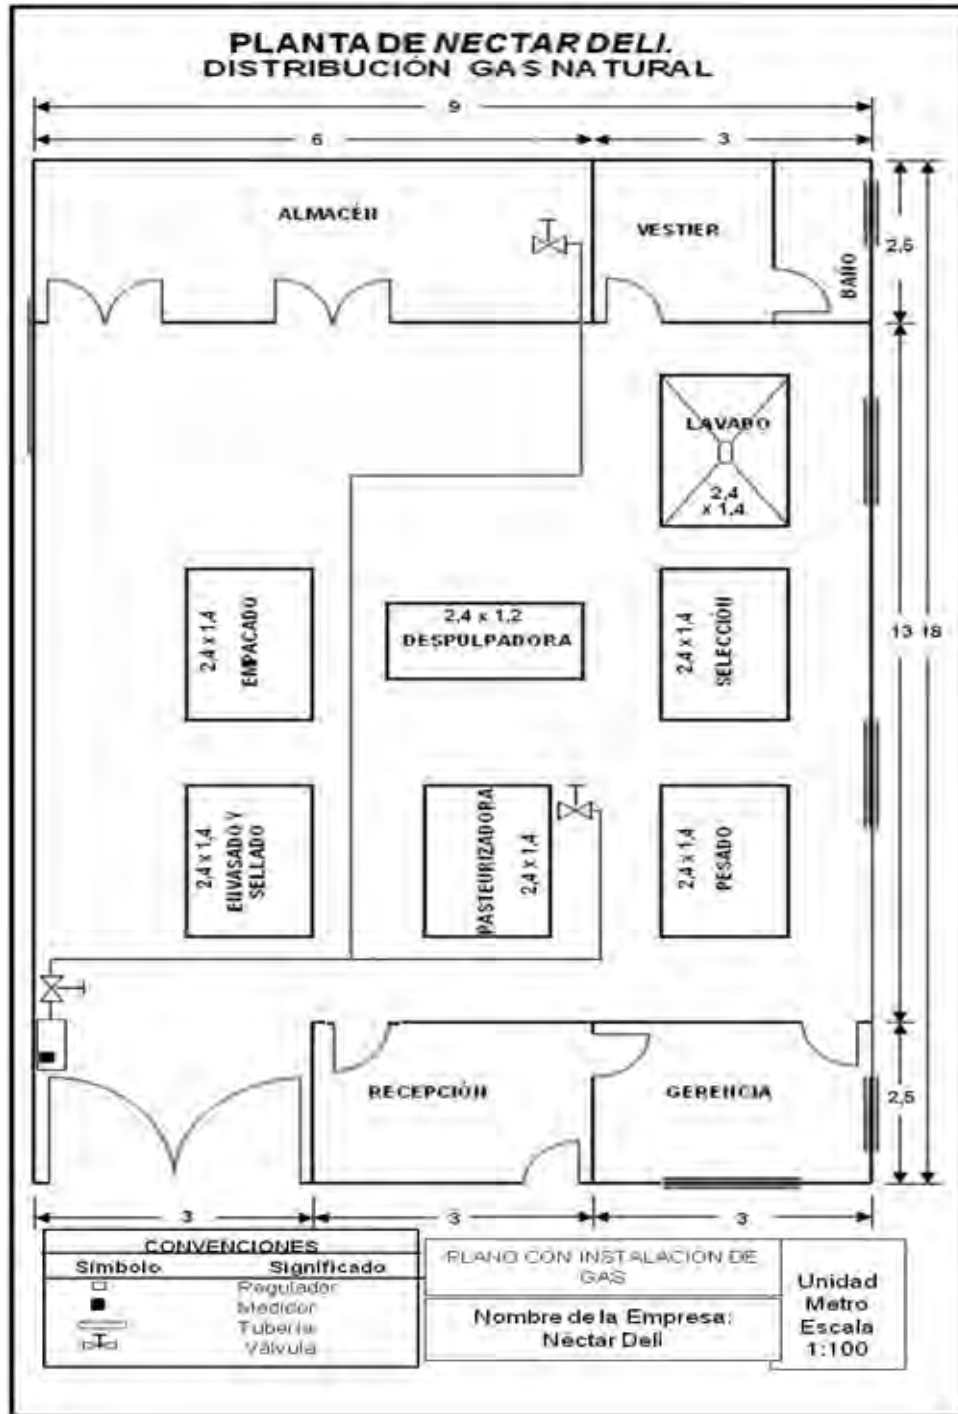 PLANTA DE NECTAR DELI.
DISTRIBUCIÓN GAS NATURAL
9
6
3
ALMACÉN
VESTIER
BAÑO
2,5
LAVADO
2,4
x 1,4
2,4 x 1,4
EMPACADO
2,4 x 1,2
DESPULPADORA
2,4 x 1,4
SELECCIÓN
13
18
2,4 x 1,4
ENVASADO Y
SELLADO
PASTEURIZADORA
2,4 x 1,4
2,4 x 1,4
PESADO
RECEPCIÓN
GERENCIA
2,5
3
3
3
CONVENCIONES
Símbolo
Significado
Regulador
Medidor
Tubería
Válvula
PLANO CON INSTALACIÓN DE
GAS
Nombre de la Empresa:
Néctar Deli
Unidad
Metro
Escala
1:100